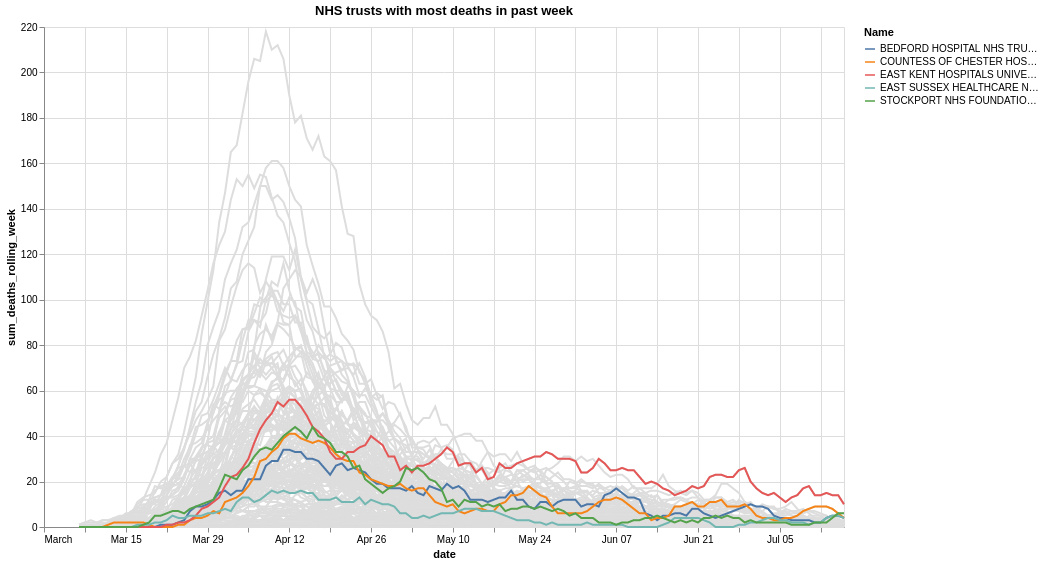 NHS trusts with most deaths in past week
220
200
180
160
140
120
100
80
60
40
20
0
sum_deaths_rolling_week
March
Mar 15
Mar 29
Apr 12
Apr 26
May 10
May 24
Jun 07
Jun 21
Jul 05
date
Name
BEDFORD HOSPITAL NHS TRU…
COUNTESS OF CHESTER HOS…
EAST KENT HOSPITALS UNIVE…
EAST SUSSEX HEALTHCARE N…
STOCKPORT NHS FOUNDATIO…